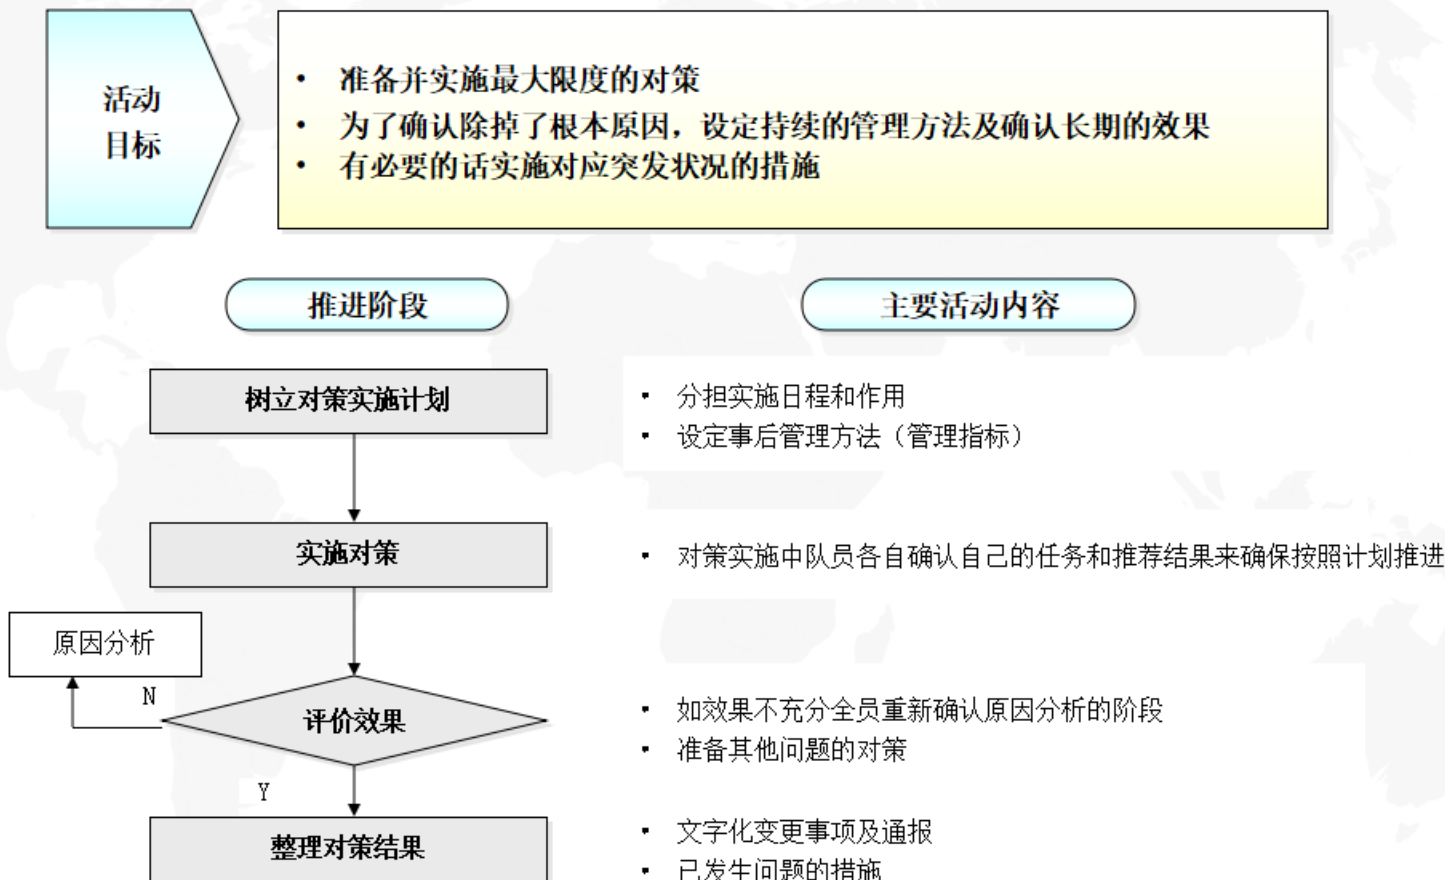 活动
目标
• 准备并实施最大限度的对策
• 为了确认除掉了根本原因，设定持续的管理方法及确认长期的效果
• 有必要的话实施对应突发状况的措施
推进阶段
主要活动内容
树立对策实施计划
▪ 分担实施日程和作用
▪ 设定事后管理方法（管理指标）
实施对策
▪ 对策实施中队员各自确认自己的任务和推荐结果来确保按照计划推进
原因分析
N
评价效果
▪ 如效果不充分全员重新确认原因分析的阶段
▪ 准备其他问题的对策
Y
整理对策结果
▪ 文字化变更事项及通报
▪ 已发生问题的措施